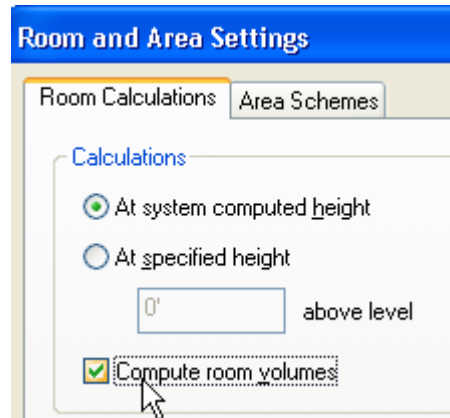 Room and Area Settings
Room Calculations Area Schemes
Calculations
At system computed height
At specified height
0' above level
Compute room volumes